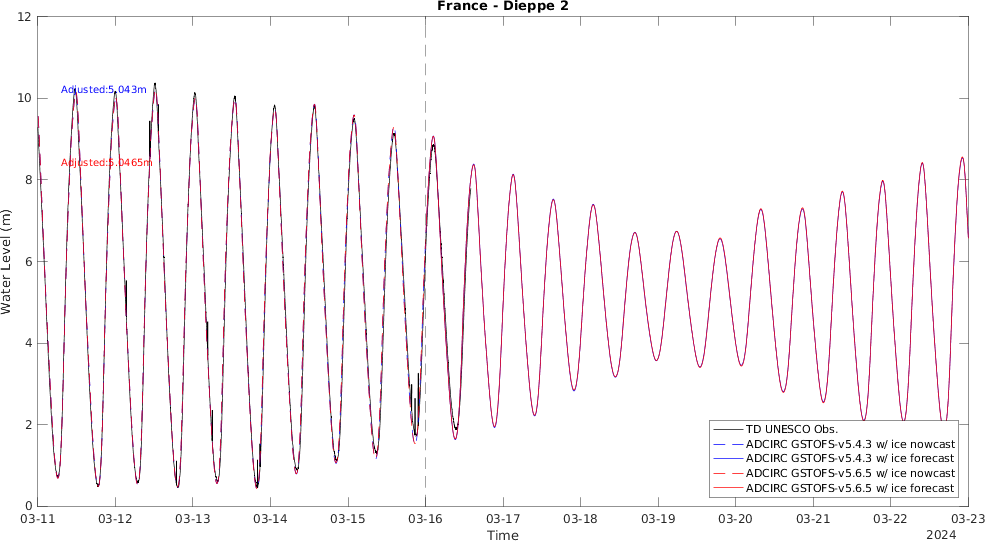 France - Dieppe 2
12
10
8
6
4
2
0
Water Level (m)
Adjusted:5.043m
Adjusted:5.0465m
TD UNESCO Obs.
ADCIRC GSTOFS-v5.4.3 w/ ice nowcast
ADCIRC GSTOFS-v5.4.3 w/ ice forecast
ADCIRC GSTOFS-v5.6.5 w/ ice nowcast
ADCIRC GSTOFS-v5.6.5 w/ ice forecast
03-11 03-12 03-13 03-14 03-15 03-16 03-17 03-18 03-19 03-20 03-21 03-22 03-23
Time
2024